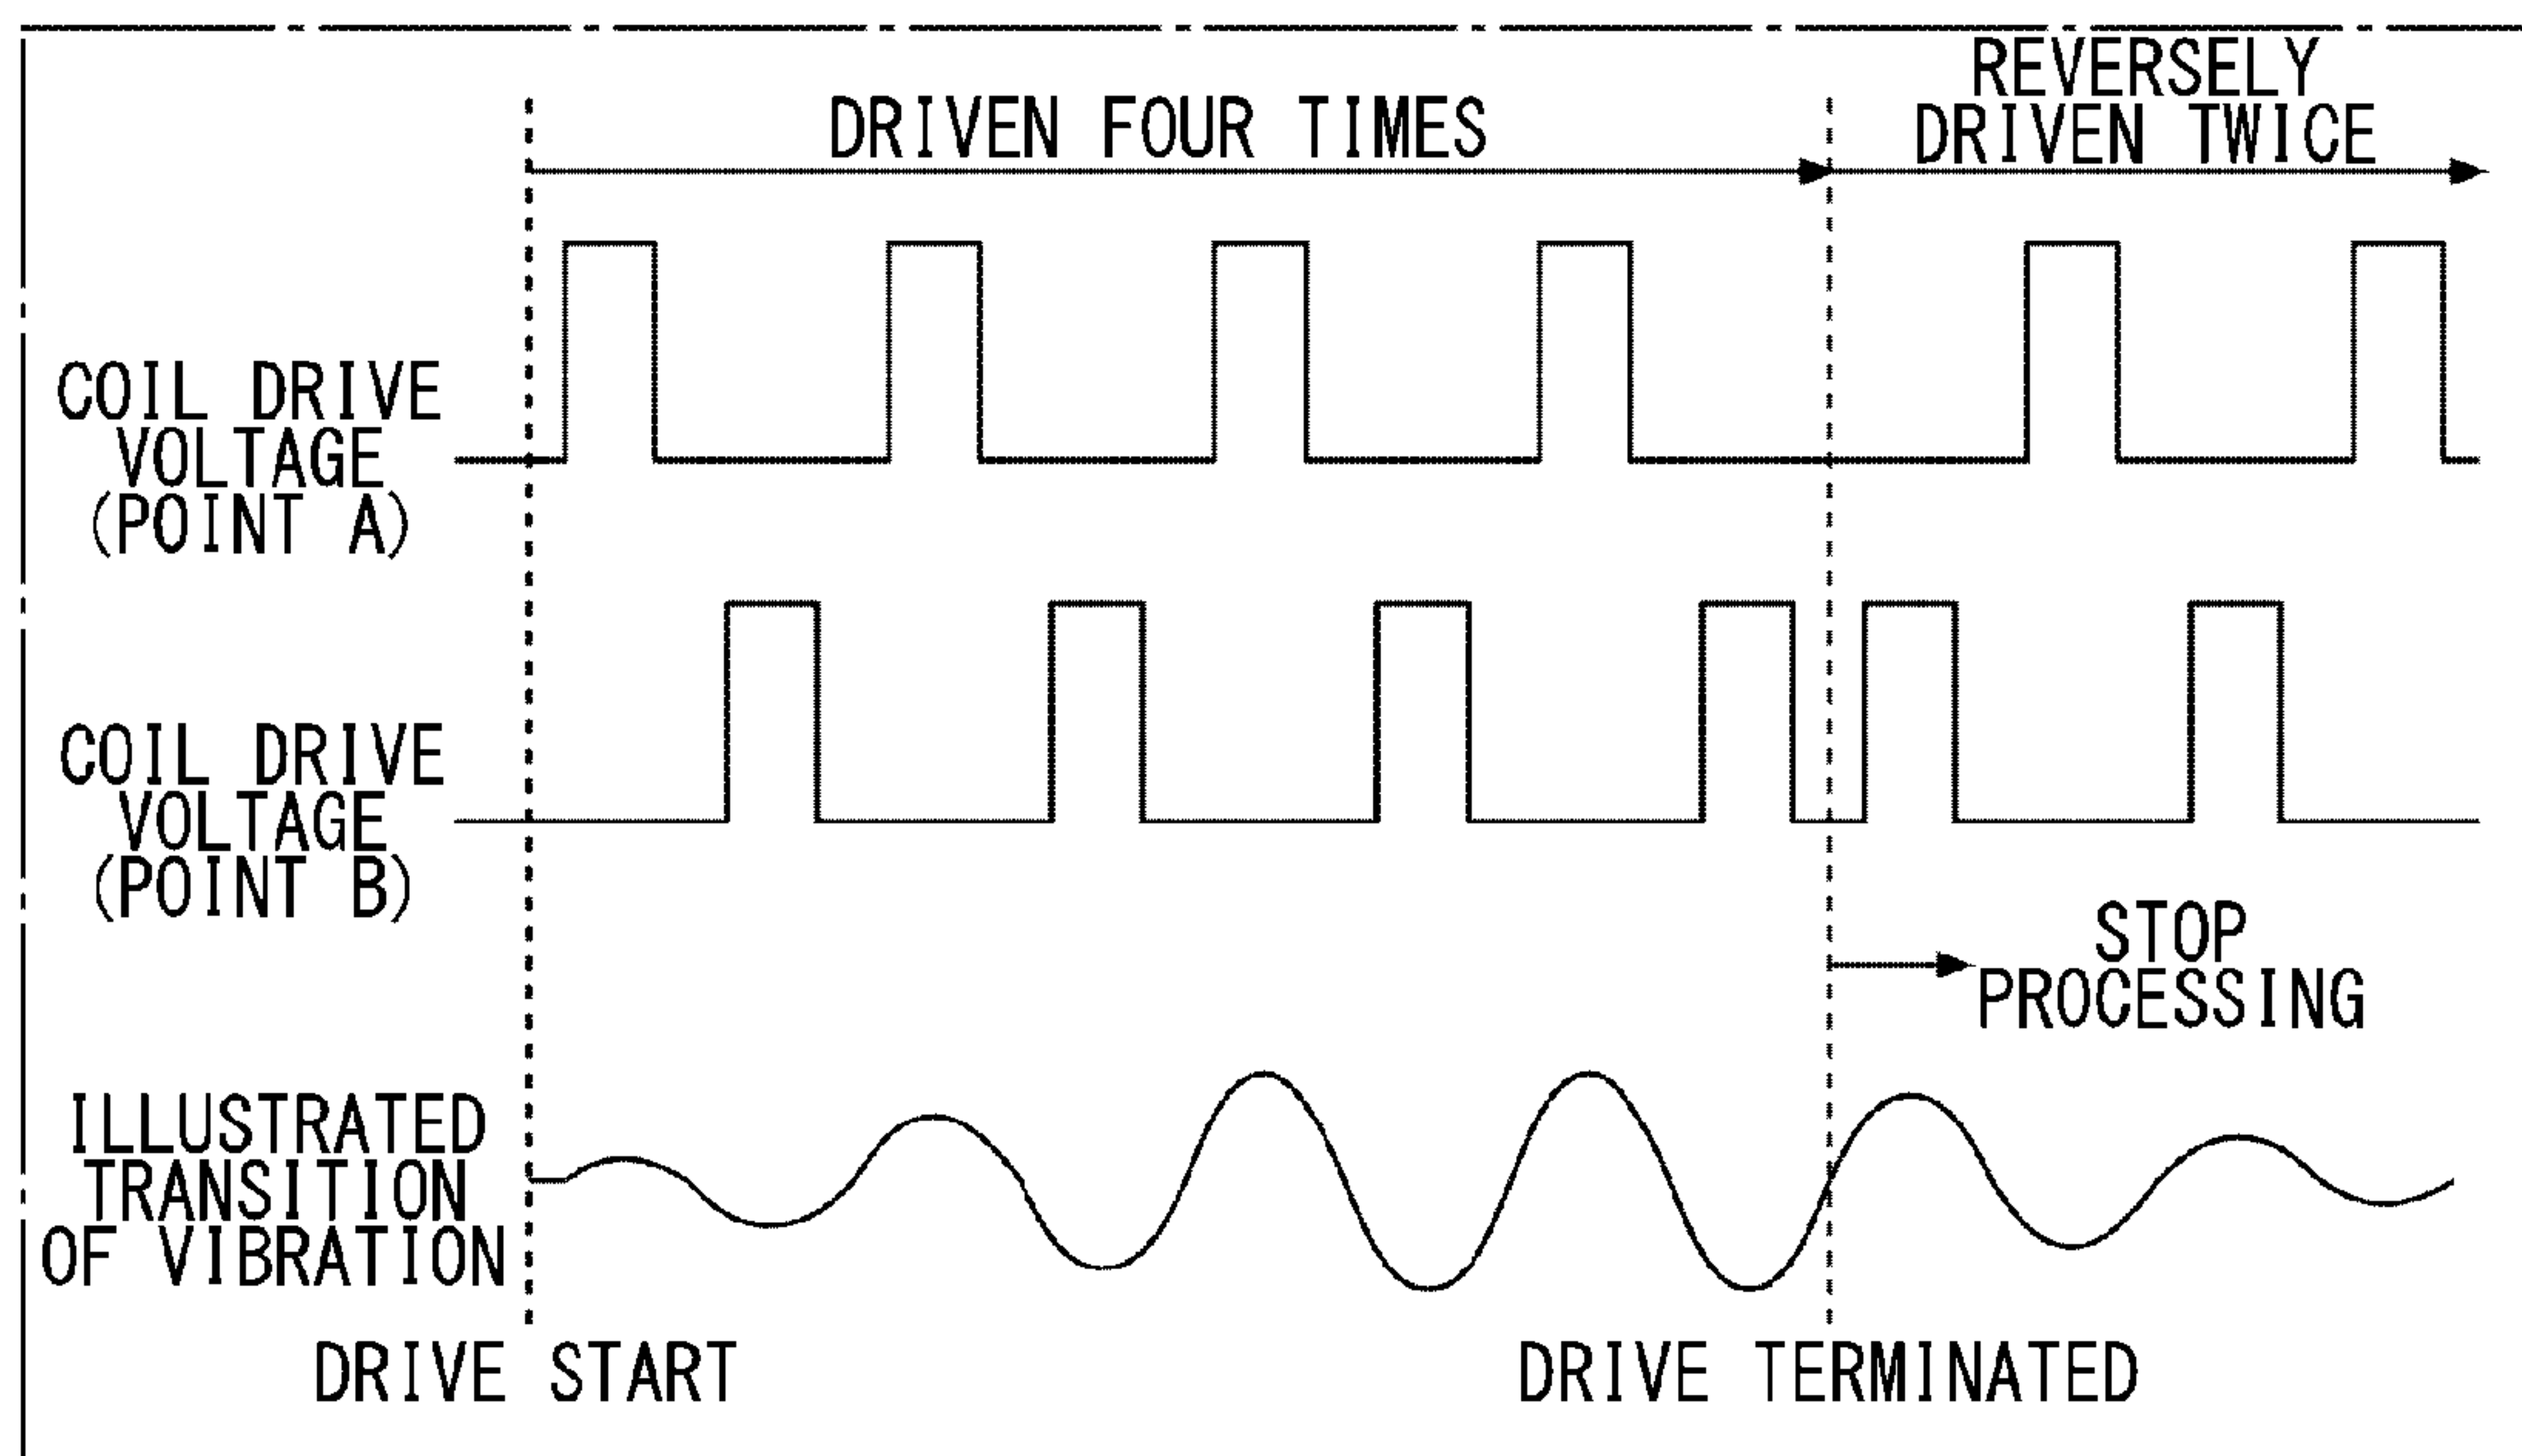 REVERSELY
DRIVEN TWICE
DRIVEN FOUR TIMES
COIL DRIVE
VOLTAGE
(POINT A)
COIL DRIVE
VOLTAGE
(POINT B)
STOP
PROCESSING
ILLUSTRATED
TRANSITION
OF VIBRATION
DRIVE START
DRIVE TERMINATED